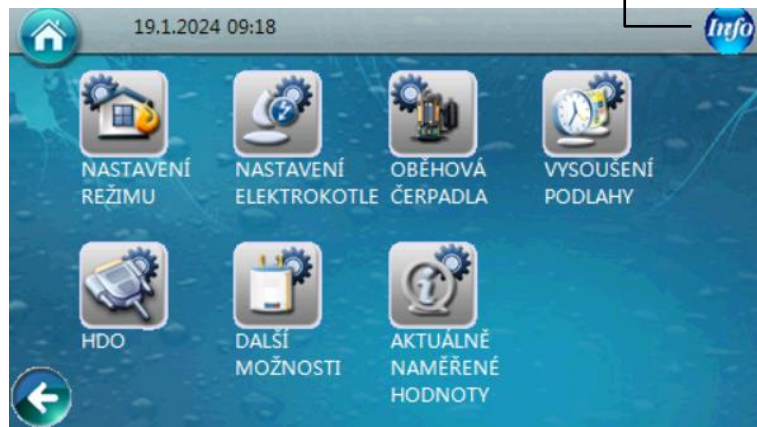 19.1.2024 09:18
Info
NASTAVENÍ
REŽIMU
NASTAVENÍ
ELEKTROKOTLE
OBĚHOVÁ
ČERPADLA
VYSOUŠENÍ
PODLAHY
HDO
DALŠÍ
MOŽNOSTI
AKTUÁLNĚ
NAMĚŘENÉ
HODNOTY